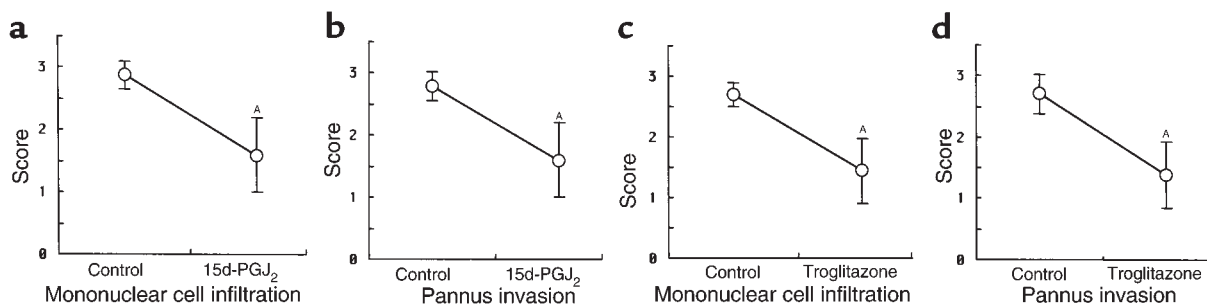 a
3
2
1
0
Score
A
Control 15d-PGJ₂
Mononuclear cell infiltration
b
3
2
1
0
Score
A
Control 15d-PGJ₂
Pannus invasion
c
3
2
1
0
Score
A
Control Troglitazone
Mononuclear cell infiltration
d
3
2
1
0
Score
A
Control Troglitazone
Pannus invasion